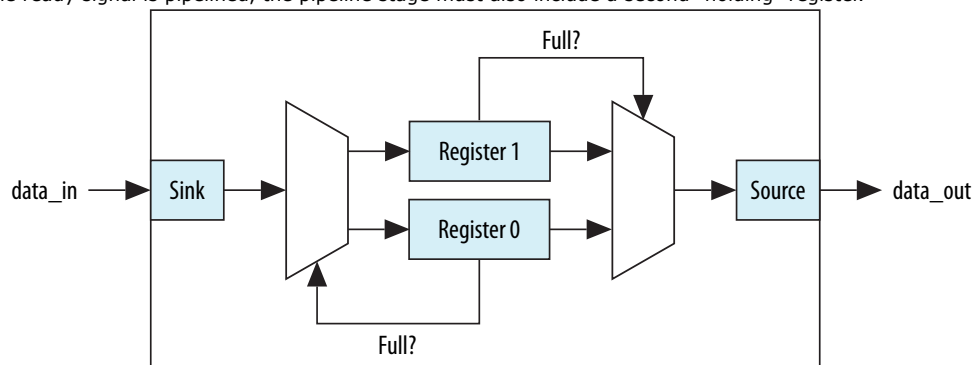 ready signal is pipelined, the pipeline stage must also include a second "holding" register.
Full?
Register 1
data_in
Sink
Source
data_out
Register 0
Full?